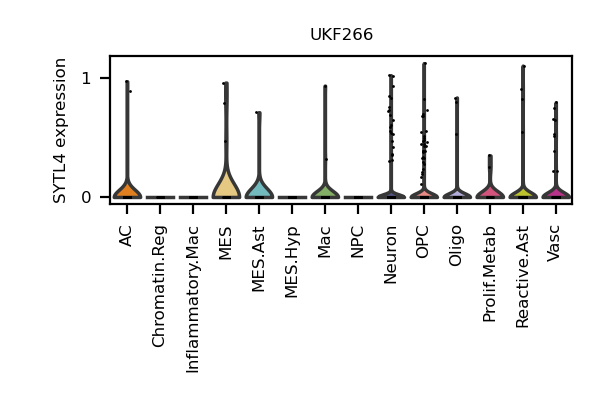 UKF266
SYTL4 expression
1
0
AC
Chromatin.Reg
Inflammatory.Mac
MES
MES.Ast
MES.Hyp
Mac
NPC
Neuron
OPC
Oligo
Prolif.Metab
Reactive.Ast
Vasc